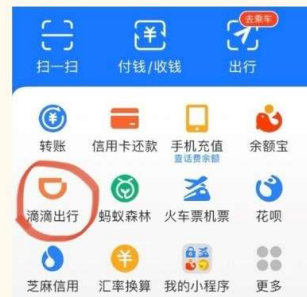 去乘车
扫一扫 付钱/收钱 出行
转账 信用卡还款 手机充值 余额宝
查话费余额
滴滴出行 蚂蚁森林 火车票机票 花呗
芝麻信用 汇率换算 我的小程序 更多